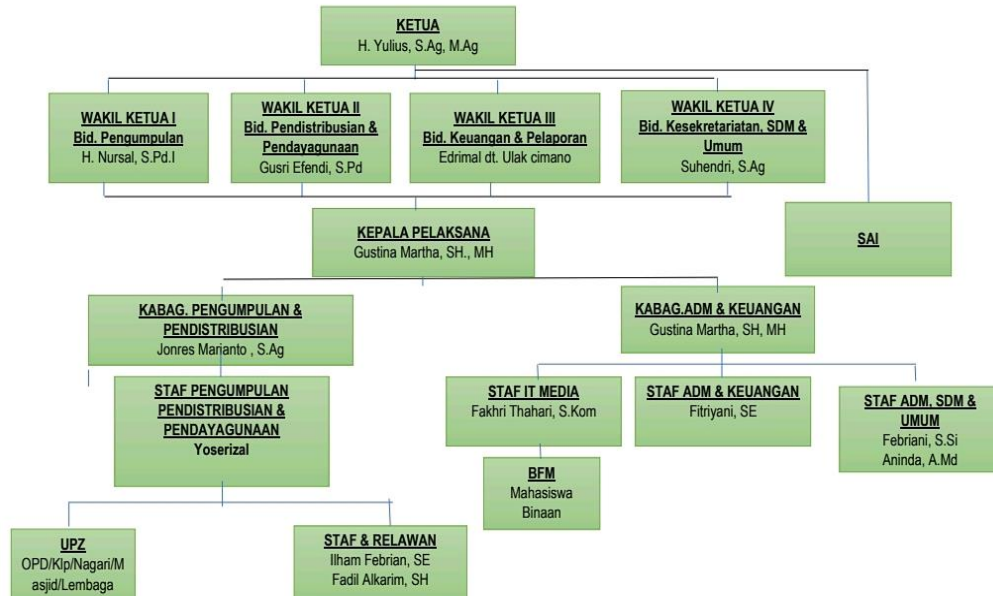 KETUA
H. Yulius, S.Ag, M.Ag
WAKIL KETUA I
Bid. Pengumpulan
H. Nursal, S.Pd.I
WAKIL KETUA II
Bid. Pendistribusian &
Pendayagunaan
Gusri Efendi, S.Pd
WAKIL KETUA III
Bid. Keuangan & Pelaporan
Edrimal dt. Ulak cimano
WAKIL KETUA IV
Bid. Kesekretariatan, SDM &
Umum
Suhendri, S.Ag
KEPALA PELAKSANA
Gustina Martha, SH., MH
SAI
KABAG. PENGUMPULAN &
PENDISTRIBUSIAN
Jonres Marianto , S.Ag
KABAG.ADM & KEUANGAN
Gustina Martha, SH, MH
STAF PENGUMPULAN
PENDISTRIBUSIAN &
PENDAYAGUNAAN
Yoserizal
STAF IT MEDIA
Fakhri Thahari, S.Kom
STAF ADM & KEUANGAN
Fitriyani, SE
STAF ADM, SDM &
UMUM
Febriani, S.Si
Aninda, A.Md
BFM
Mahasiswa
Binaan
UPZ
OPD/Klp/Nagari/M
asjid/Lembaga
STAF & RELAWAN
Ilham Febrian, SE
Fadil Alkarim, SH